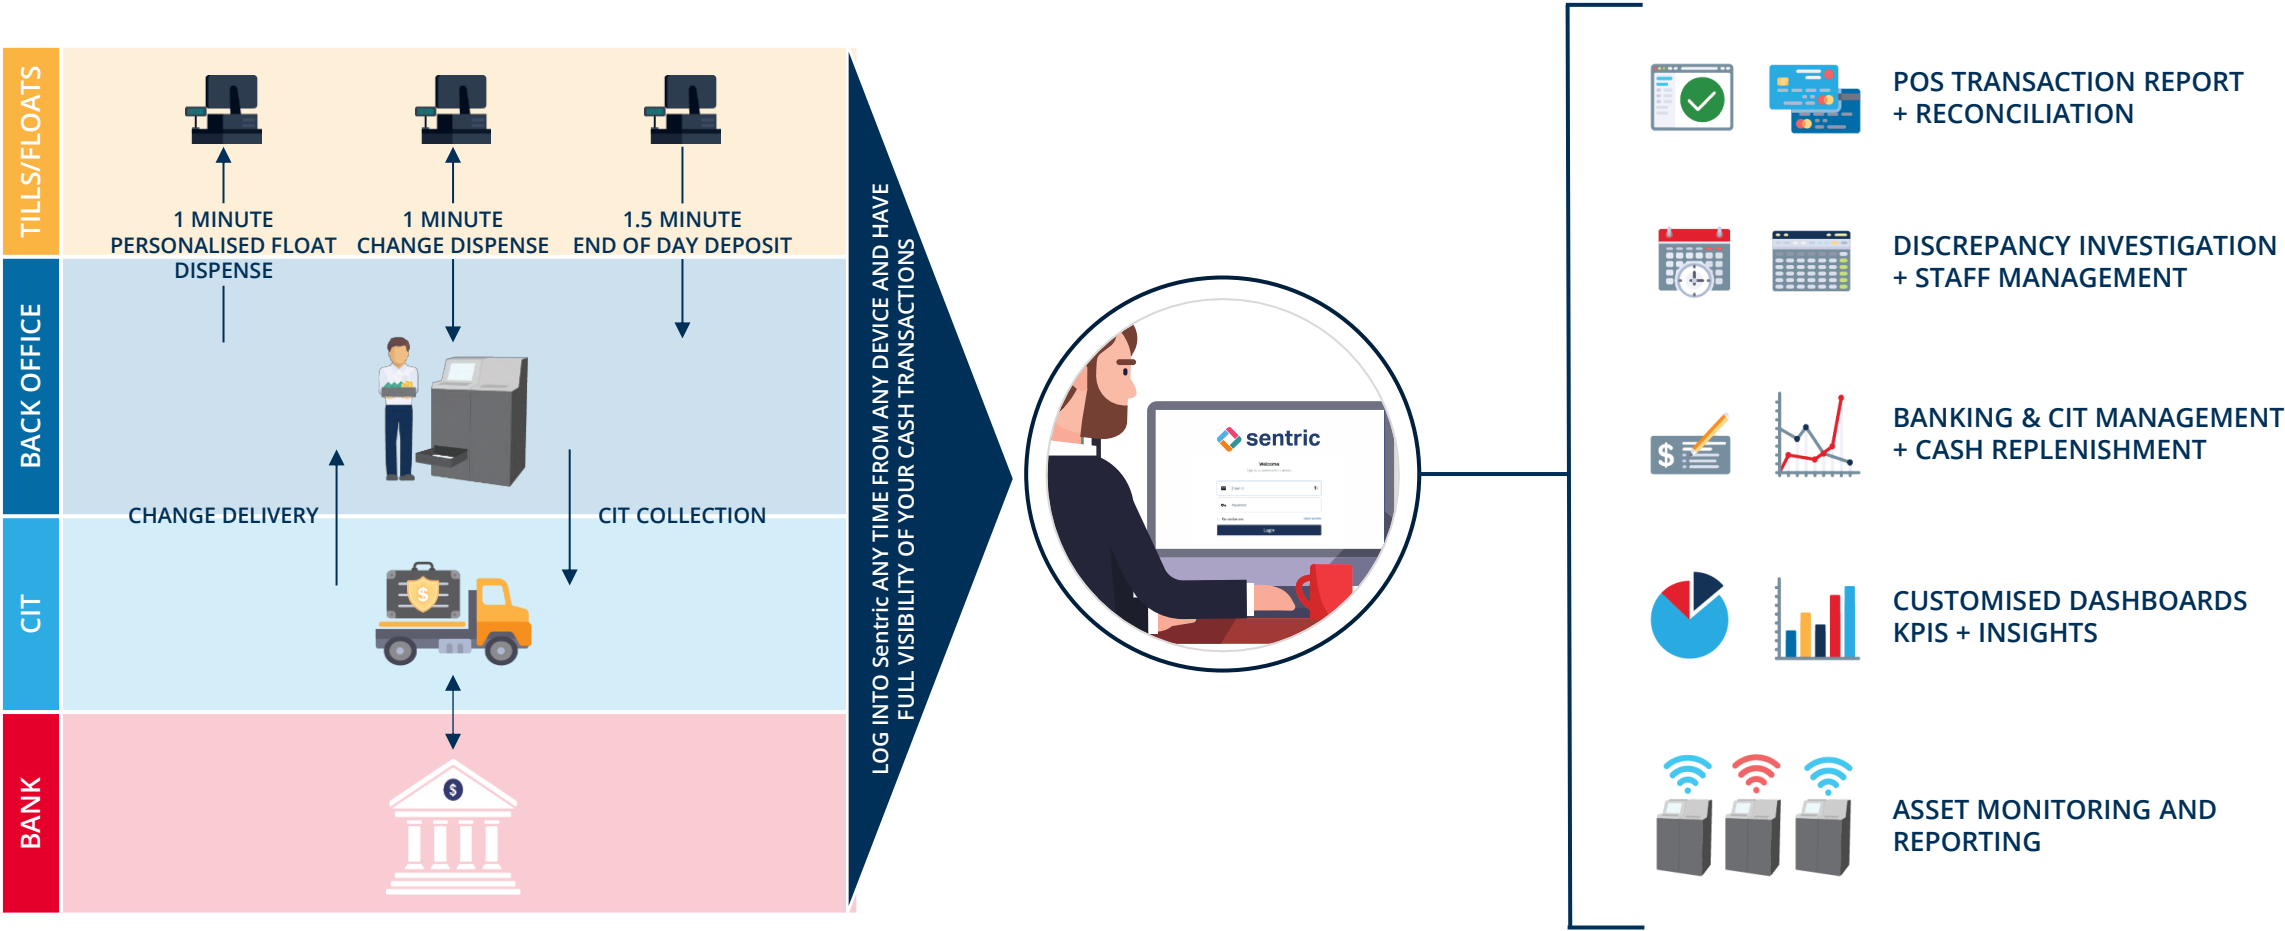 TILLS/FLOATS
1 MINUTE
PERSONALISED FLOAT
DISPENSE
1 MINUTE
CHANGE DISPENSE
1.5 MINUTE
END OF DAY DEPOSIT
BACK OFFICE
CHANGE DELIVERY
CIT COLLECTION
CIT
$
BANK
$
LOG INTO Sentric ANY TIME FROM ANY DEVICE AND HAVE
FULL VISIBILITY OF YOUR CASH TRANSACTIONS
sentric
Welcome
Login
POS TRANSACTION REPORT
+ RECONCILIATION
DISCREPANCY INVESTIGATION
+ STAFF MANAGEMENT
$
BANKING & CIT MANAGEMENT
+ CASH REPLENISHMENT
CUSTOMISED DASHBOARDS
KPIS + INSIGHTS
ASSET MONITORING AND
REPORTING